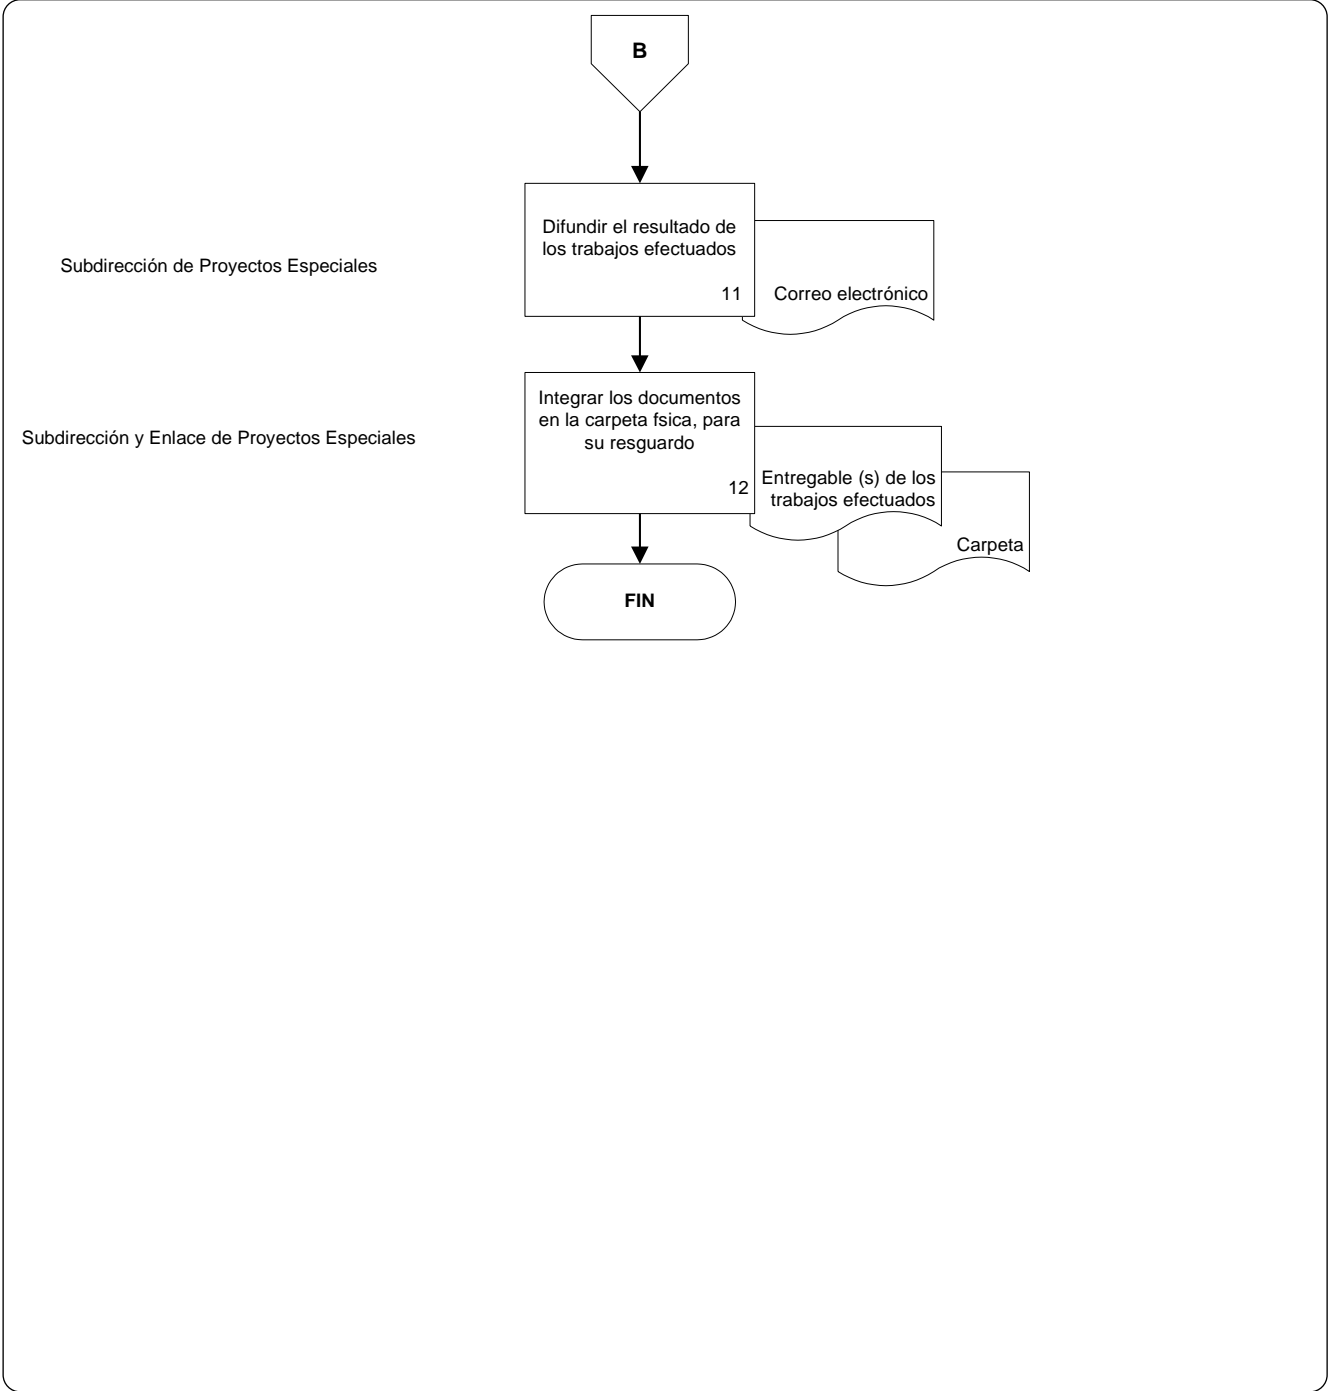 B
Difundir el resultado de
los trabajos efectuados
Subdirección de Proyectos Especiales
11
Correo electrónico
Integrar los documentos
en la carpeta fsica, para
su resguardo
Subdirección y Enlace de Proyectos Especiales
12
Entregable (s) de los
trabajos efectuados
Carpeta
FIN